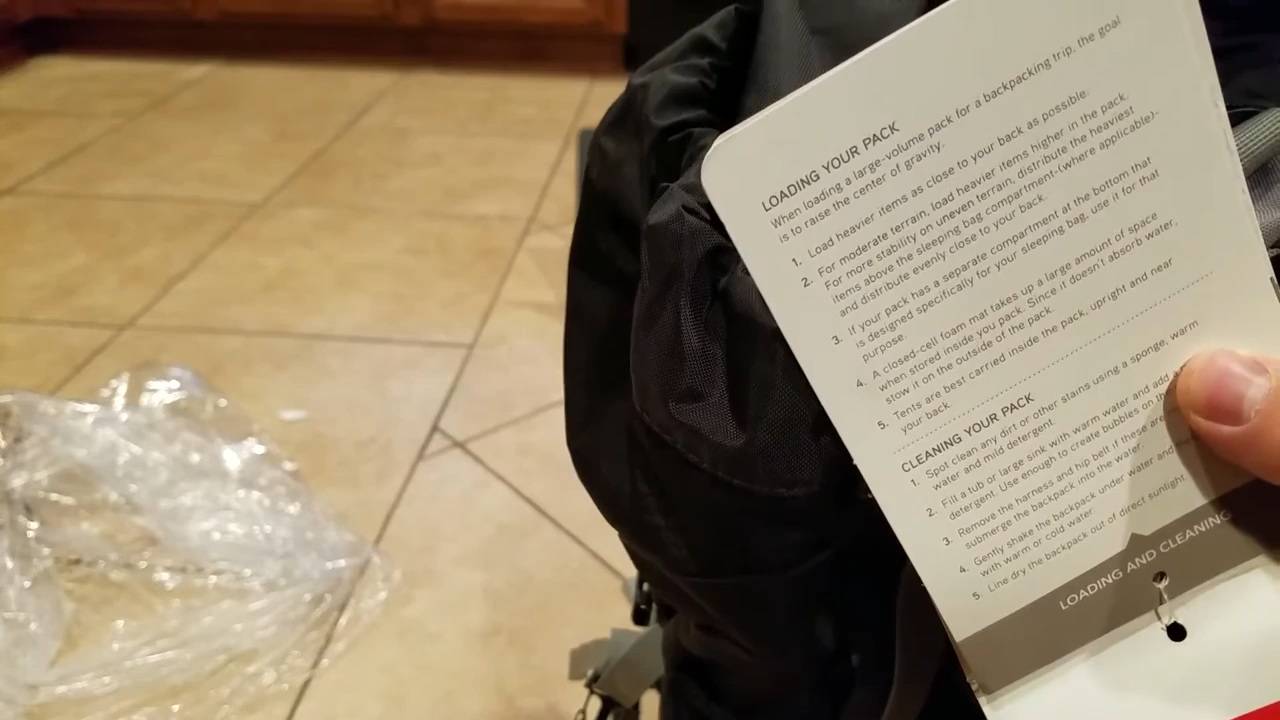 LOADING YOUR PACK
When loading a large-volume pack for a backpacking trip, the goal
is to raise the center of gravity.
1. Load heavier items as close to your back as possible.
2. For moderate terrain, load heavier items higher in the pack.
For more stability on uneven terrain, distribute the heaviest
items above the sleeping bag compartment-(where applicable)-
and distribute evenly close to your back.
3. If your pack has a separate compartment at the bottom that
is designed specifically for your sleeping bag, use it for that
purpose.
4. A closed-cell foam mat takes up a large amount of space
when stored inside you pack. Since it doesn't absorb water,
stow it on the outside of the pack.
5. Tents are best carried inside the pack, upright and near
your back.
CLEANING YOUR PACK
1. Spot clean any dirt or other stains using a sponge, warm
water and mild detergent.
2. Fill a tub or large sink with warm water and add a
detergent. Use enough to create bubbles on the
3. Remove the harness and hip belt if these are
submerge the backpack into the water.
4. Gently shake the backpack under water and
with warm or cold water.
5. Line dry the backpack out of direct sunlight.
LOADING AND CLEANING